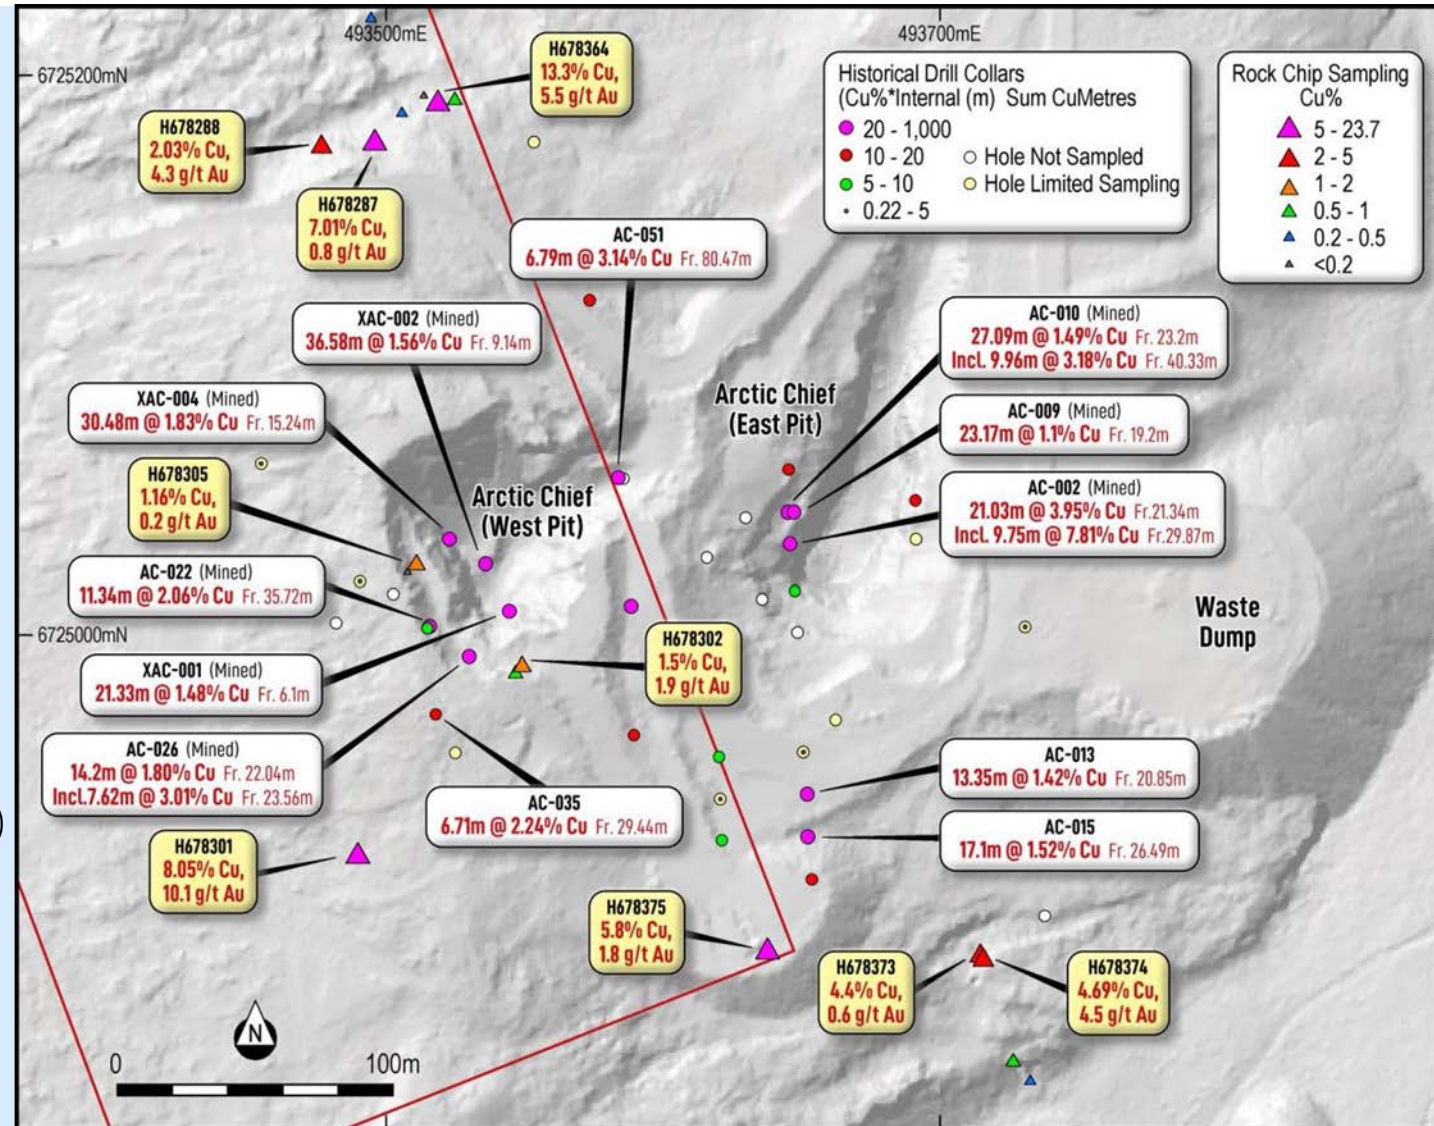 493500mE
493700mE
6725200mN
6725000mN
H678364
13.3% Cu,
5.5 g/t Au
H678288
2.03% Cu,
4.3 g/t Au
H678287
7.01% Cu,
0.8 g/t Au
Historical Drill Collars
(Cu%*Internal (m) Sum CuMetres
20 - 1,000
10 - 20
5 - 10
0.22 - 5
Hole Not Sampled
Hole Limited Sampling
Rock Chip Sampling
Cu%
5 - 23.7
2 - 5
1 - 2
0.5 - 1
0.2 - 0.5
<0.2
AC-051
6.79m @ 3.14% Cu Fr. 80.47m
XAC-002 (Mined)
36.58m @ 1.56% Cu Fr. 9.14m
AC-010 (Mined)
27.09m @ 1.49% Cu Fr. 23.2m
Incl. 9.96m @ 3.18% Cu Fr. 40.33m
XAC-004 (Mined)
30.48m @ 1.83% Cu Fr. 15.24m
Arctic Chief
(East Pit)
AC-009 (Mined)
23.17m @ 1.1% Cu Fr. 19.2m
H678305
1.16% Cu,
0.2 g/t Au
Arctic Chief
(West Pit)
AC-002 (Mined)
21.03m @ 3.95% Cu Fr.21.34m
Incl. 9.75m @ 7.81% Cu Fr.29.87m
AC-022 (Mined)
11.34m @ 2.06% Cu Fr. 35.72m
Waste
Dump
H678302
1.5% Cu,
1.9 g/t Au
XAC-001 (Mined)
21.33m @ 1.48% Cu Fr. 6.1m
AC-026 (Mined)
14.2m @ 1.80% Cu Fr. 22.04m
Incl.7.62m @ 3.01% Cu Fr. 23.56m
AC-013
13.35m @ 1.42% Cu Fr. 20.85m
AC-035
6.71m @ 2.24% Cu Fr. 29.44m
AC-015
17.1m @ 1.52% Cu Fr. 26.49m
)
H678301
8.05% Cu,
10.1 g/t Au
H678375
5.8% Cu,
1.8 g/t Au
H678373
4.4% Cu,
0.6 g/t Au
H678374
4.69% Cu,
4.5 g/t Au
N
0 100m